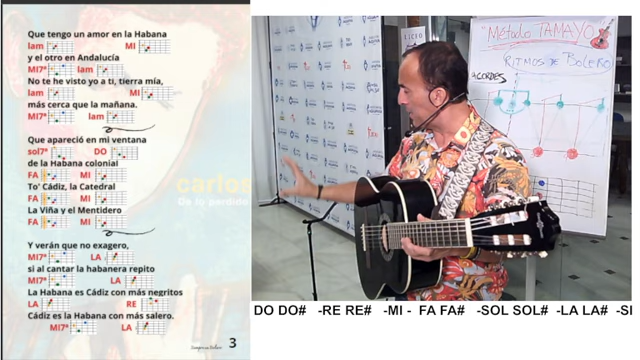 Que tengo un amor en la Habana
lam MI
y el otro en Andalucía
MI7ª lam
No te he visto yo a ti, tierra mía,
lam MI
más cerca que la mañana.
MI7ª lam
Que apareció en mi ventana
sol7ª DO
de la Habana colonial
FA MI
To' Cádiz, la Catedral
FA MI
La Viña y el Mentidero
FA MI
Y verán que no exagero,
MI7ª LA
si al cantar la habanera repito
MI7ª LA
La Habana es Cádiz con más negritos
LA RE
Cádiz es la Habana con más salero.
MI7ª LA
3
carlos
De lo perdido
"Método TAMAYO"
RITMOS DE BOLERO
ACORDES
DO DO# -RE RE# -MI - FA FA# -SOL SOL# -LA LA# -SI